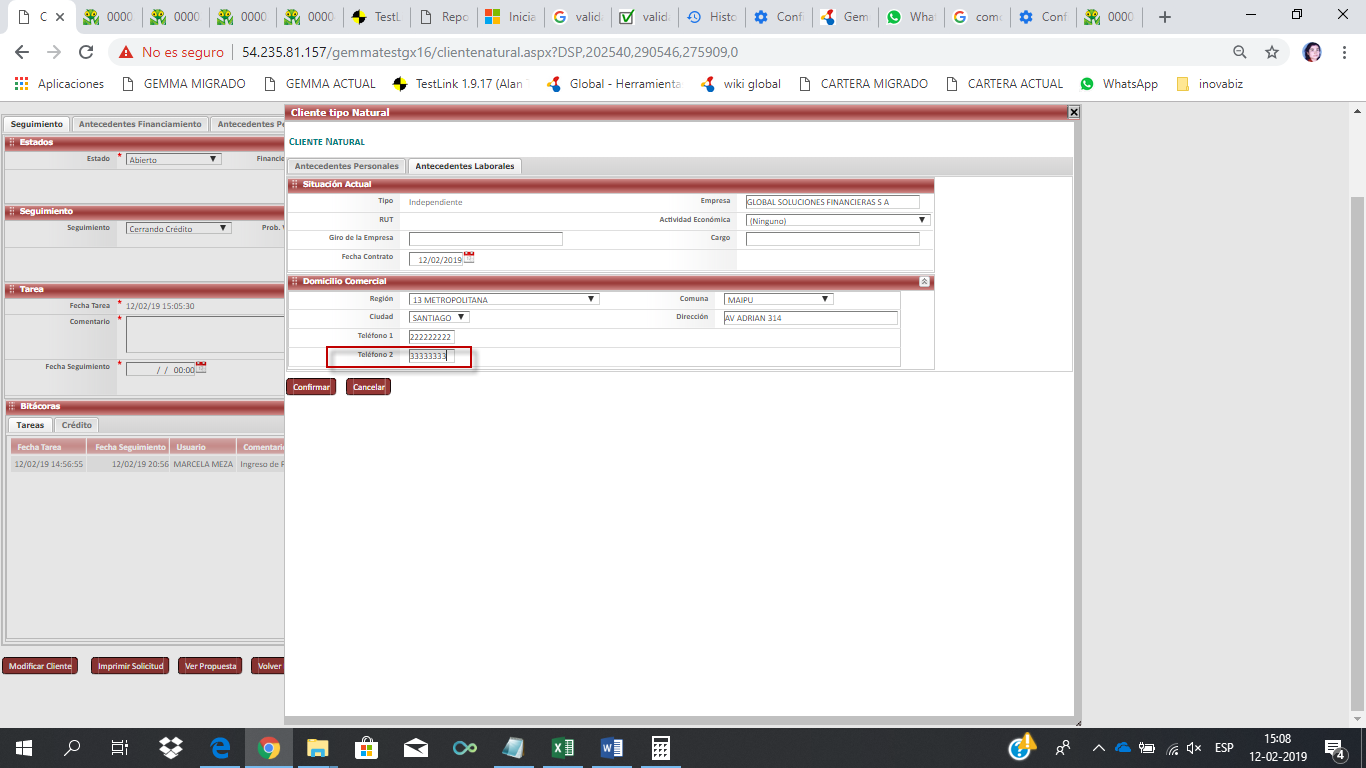 C
0000
0000
0000
0000
TestL
Repo
Inicia
valida
valida
Histo
Confi
Gem
What
como
Conf
0000
No es seguro
54.235.81.157/gemmatestgx16/clientenatural.aspx?DSP,202540,290546,275909,0
Aplicaciones
GEMMA MIGRADO
GEMMA ACTUAL
TestLink 1.9.17 (Alan
Global - Herramienta
wiki global
CARTERA MIGRADO
CARTERA ACTUAL
WhatsApp
inovabiz
Seguimiento
Antecedentes Financiamiento
Antecedentes Pe
Estados
Estado * Abierto
Financie
Seguimiento
Seguimiento Cerrando Crédito
Prob. V
Tarea
Fecha Tarea * 12/02/19 15:05:30
Comentario *
Fecha Seguimiento * / / 00:00
Bitácoras
Tareas
Crédito
Fecha Tarea
Fecha Seguimiento
Usuario
Comentario
12/02/19 14:56:55
12/02/19 20:56
MARCELA MEZA
Ingreso de P
Modificar Cliente
Imprimir Solicitud
Ver Propuesta
Volver
Cliente tipo Natural
CLIENTE NATURAL
Antecedentes Personales
Antecedentes Laborales
Situación Actual
Tipo Independiente
Empresa GLOBAL SOLUCIONES FINANCIERAS S A
RUT
Actividad Económica (Ninguno)
Giro de la Empresa
Cargo
Fecha Contrato 12/02/2019
Domicilio Comercial
Región 13 METROPOLITANA
Comuna MAIPU
Ciudad SANTIAGO
Dirección AV ADRIAN 314
Teléfono 1 222222222
Teléfono 2 33333333
Confirmar
Cancelar
ESP
15:08
12-02-2019
4